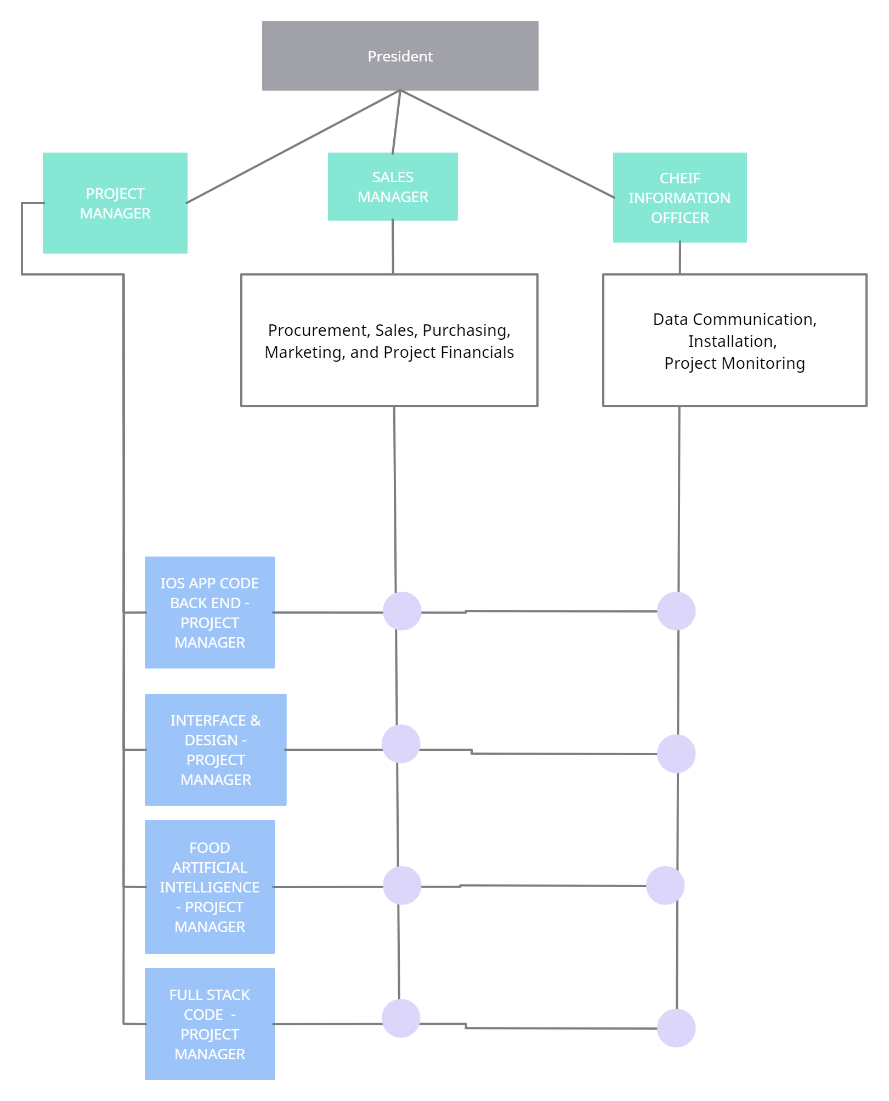 President
PROJECT
MANAGER
SALES
MANAGER
CHEIF
INFORMATION
OFFICER
Procurement, Sales, Purchasing,
Marketing, and Project Financials
Data Communication,
Installation,
Project Monitoring
IOS APP CODE
BACK END -
PROJECT
MANAGER
INTERFACE &
DESIGN -
PROJECT
MANAGER
FOOD
ARTIFICIAL
INTELLIGENCE
- PROJECT
MANAGER
FULL STACK
CODE  -
PROJECT
MANAGER